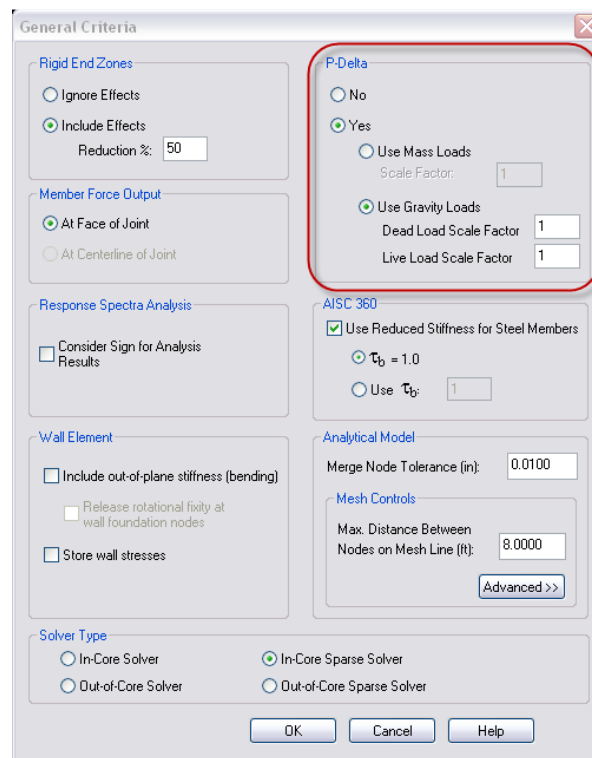 General Criteria
Rigid End Zones
Ignore Effects
Include Effects
Reduction %: 50
Member Force Output
At Face of Joint
At Centerline of Joint
Response Spectra Analysis
Consider Sign for Analysis
Results
Wall Element
Include out-of-plane stiffness (bending)
Release rotational fixity at
wall foundation nodes
Store wall stresses
P-Delta
No
Yes
Use Mass Loads
Scale Factor: 1
Use Gravity Loads
Dead Load Scale Factor 1
Live Load Scale Factor 1
AISC 360
Use Reduced Stiffness for Steel Members
τb = 1.0
Use τb: 1
Analytical Model
Merge Node Tolerance (in): 0.0100
Mesh Controls
Max. Distance Between
Nodes on Mesh Line (ft): 8.0000
Advanced >>
Solver Type
In-Core Solver
In-Core Sparse Solver
Out-of-Core Solver
Out-of-Core Sparse Solver
OK Cancel Help